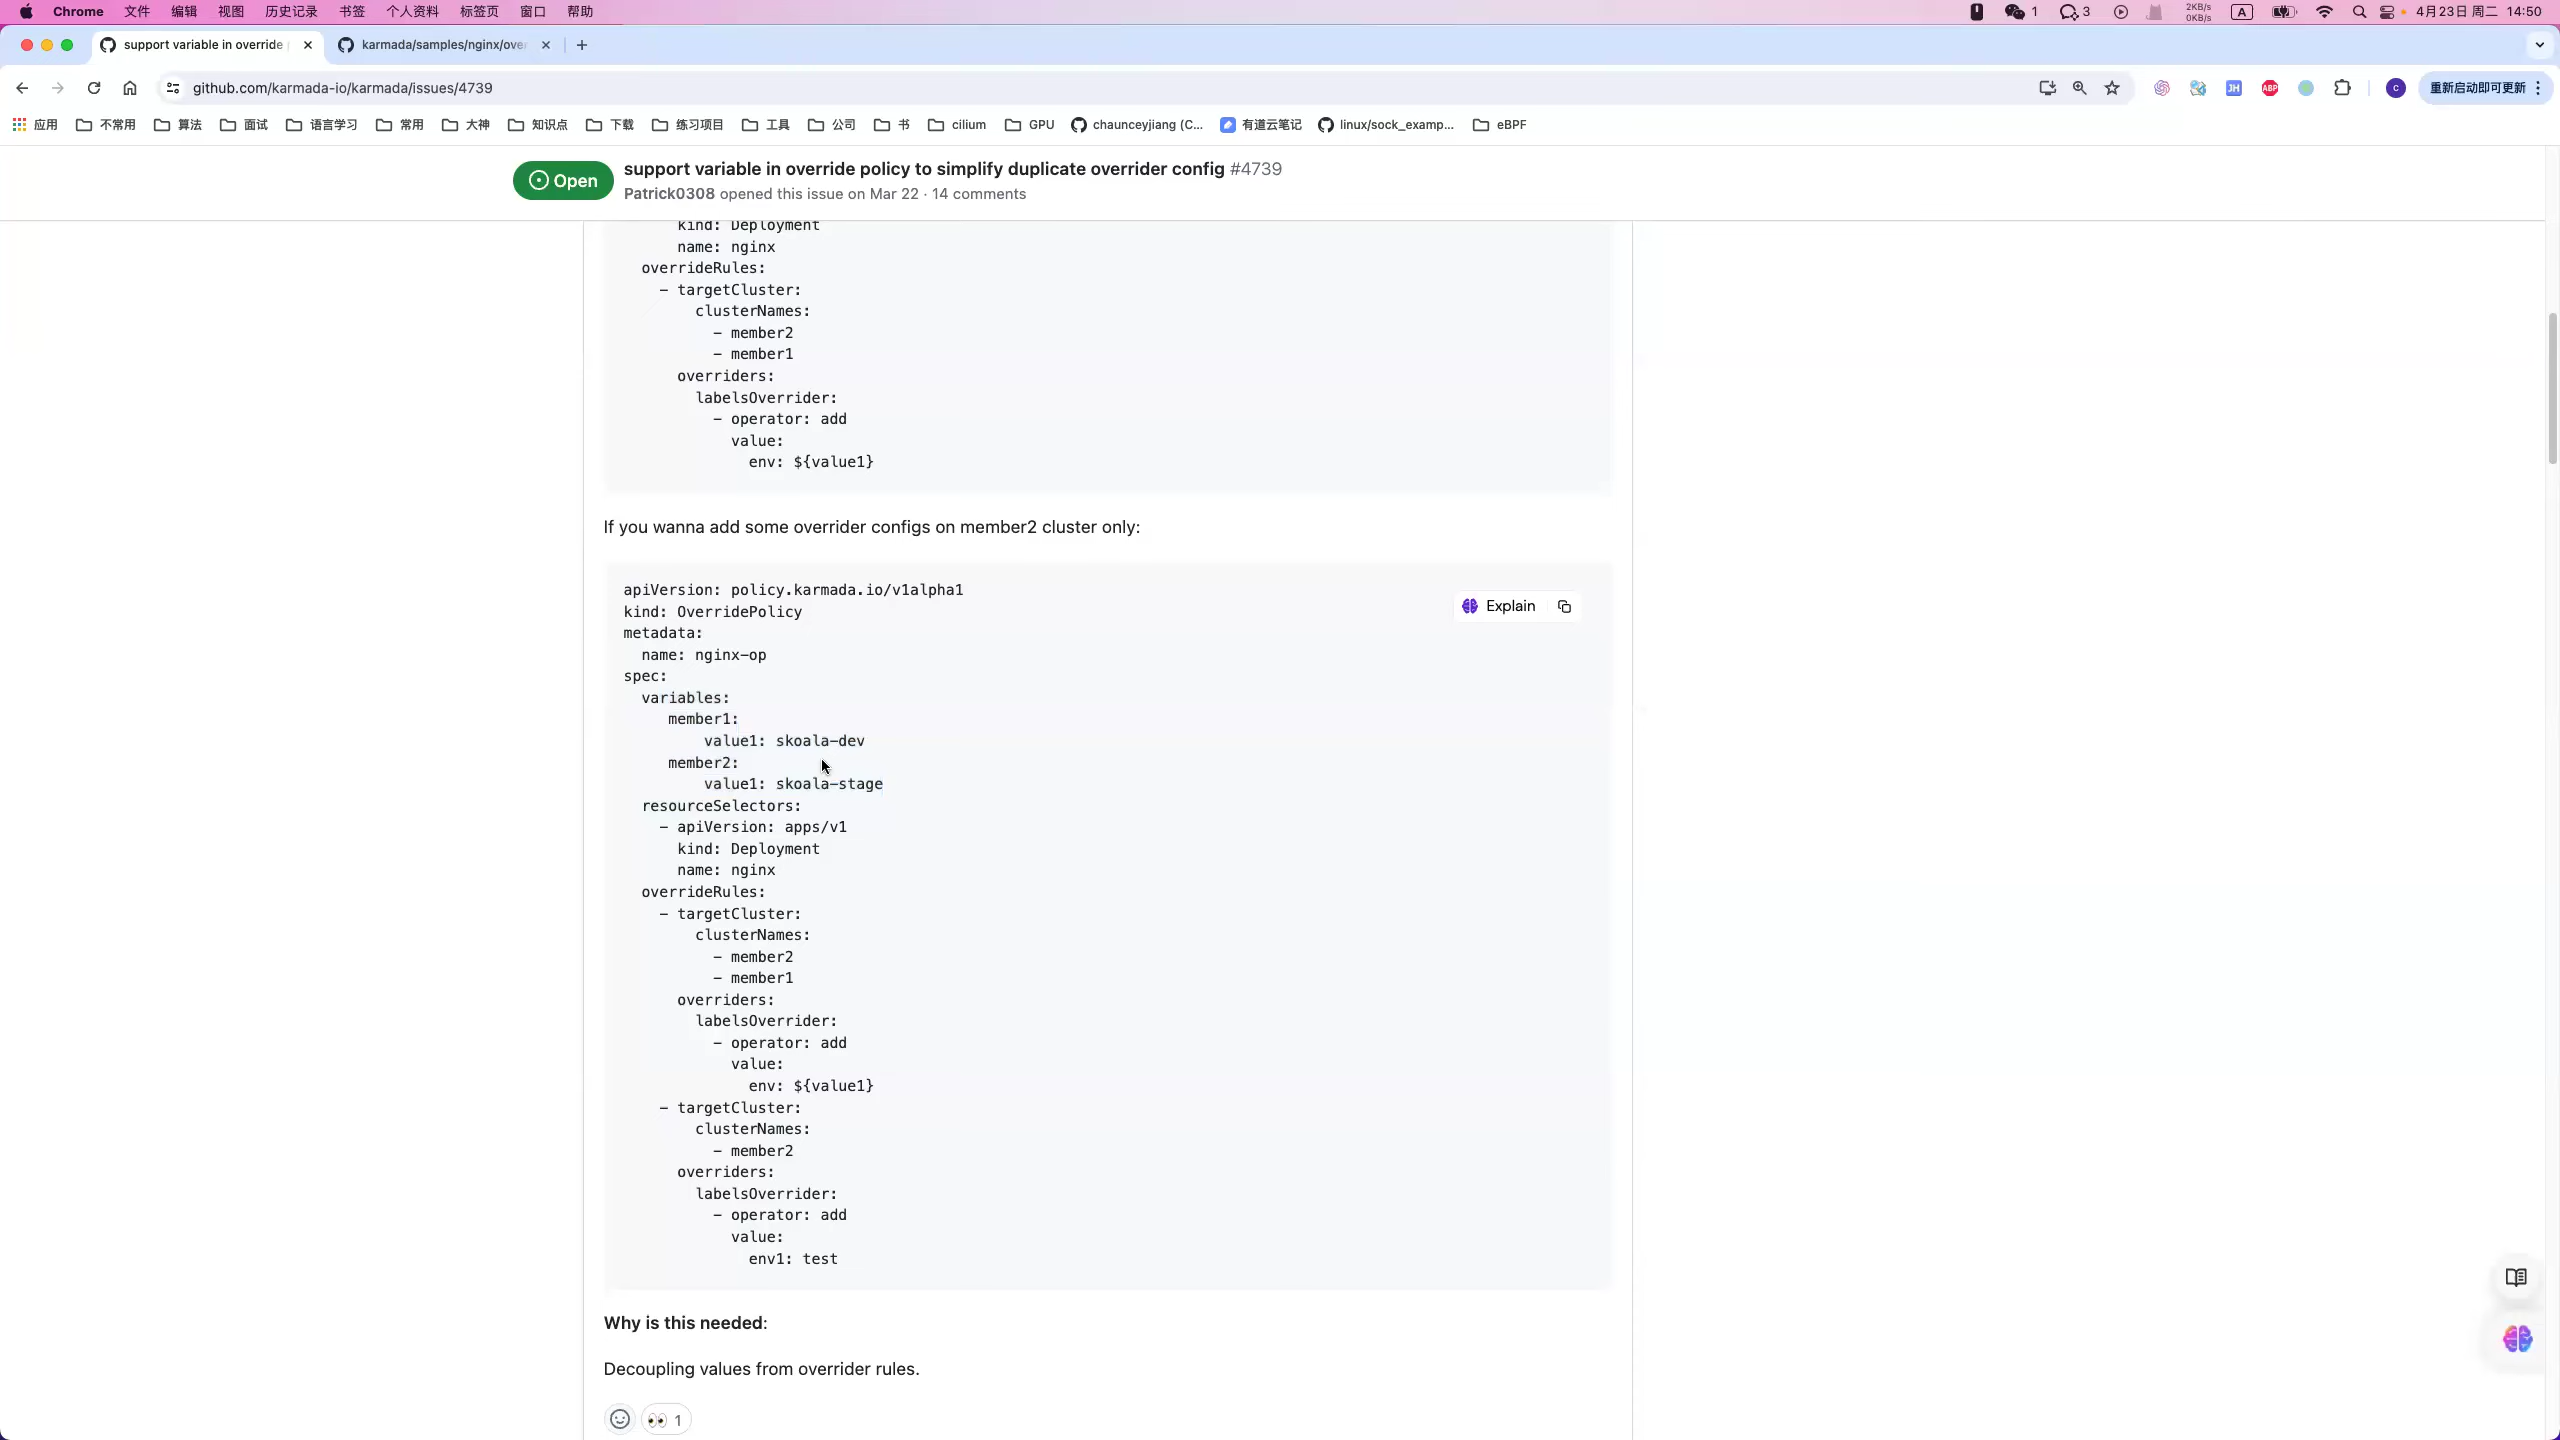 Chrome 文件 编辑 视图 历史记录 书签 个人资料 标签页 窗口 帮助 1 3 2KB/s 0KB/s A 4月23日 周二 14:50
support variable in override karmada/samples/nginx/ove
github.com/karmada-io/karmada/issues/4739 JH ABP C 重新启动即可更新
应用 不常用 算法 面试 语言学习 常用 大神 知识点 下载 练习项目 工具 公司 书 cilium GPU chaunceyjiang (C... 有道云笔记 linux/sock_examp... eBPF
Open support variable in override policy to simplify duplicate overrider config #4739
Patrick0308 opened this issue on Mar 22 · 14 comments
kind: Deployment
name: nginx
overrideRules:
- targetCluster:
clusterNames:
- member2
- member1
overriders:
labelsOverrider:
- operator: add
value:
env: ${value1}
If you wanna add some overrider configs on member2 cluster only:
apiVersion: policy.karmada.io/v1alpha1
Explain
kind: OverridePolicy
metadata:
name: nginx-op
spec:
variables:
member1:
value1: skoala-dev
member2:
value1: skoala-stage
resourceSelectors:
- apiVersion: apps/v1
kind: Deployment
name: nginx
overrideRules:
- targetCluster:
clusterNames:
- member2
- member1
overriders:
labelsOverrider:
- operator: add
value:
env: ${value1}
- targetCluster:
clusterNames:
- member2
overriders:
labelsOverrider:
- operator: add
value:
env1: test
Why is this needed:
Decoupling values from overrider rules.
👀 1